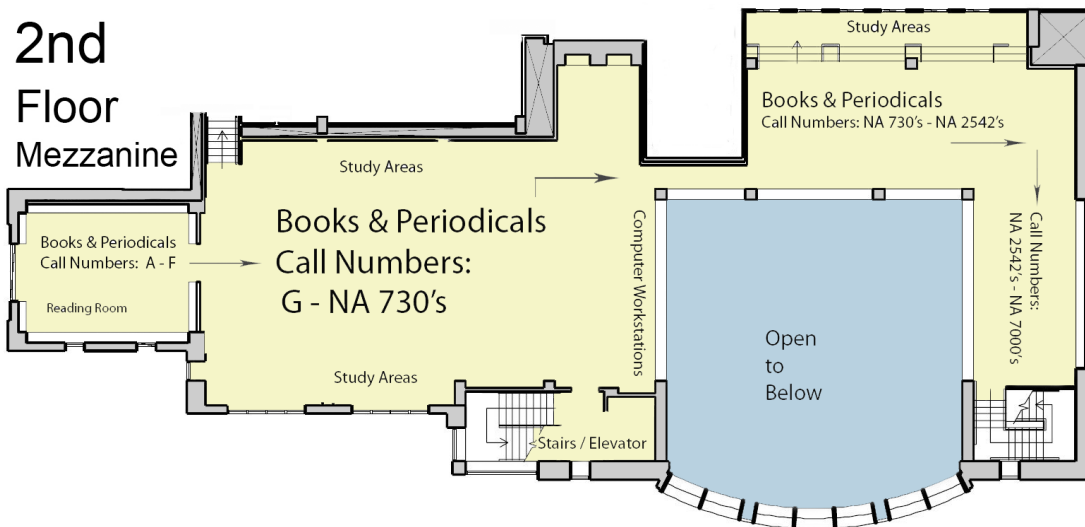 2nd
Floor
Mezzanine
Study Areas
Books & Periodicals
Call Numbers: NA 730's - NA 2542's
Study Areas
Books & Periodicals
Call Numbers: A - F
Reading Room
Books & Periodicals
Call Numbers:
G - NA 730's
Computer Workstations
Call Numbers:
NA 2542's - NA 7000's
Open
to
Below
Study Areas
Stairs / Elevator